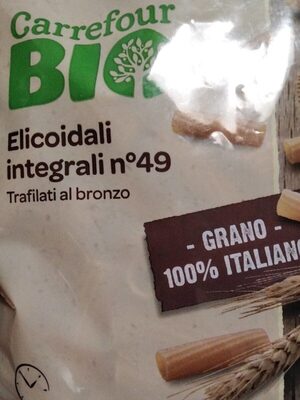 Carrefour
BIO
Elicoidali
integrali n°49
Trafilati al bronzo
- GRANO -
100% ITALIANO